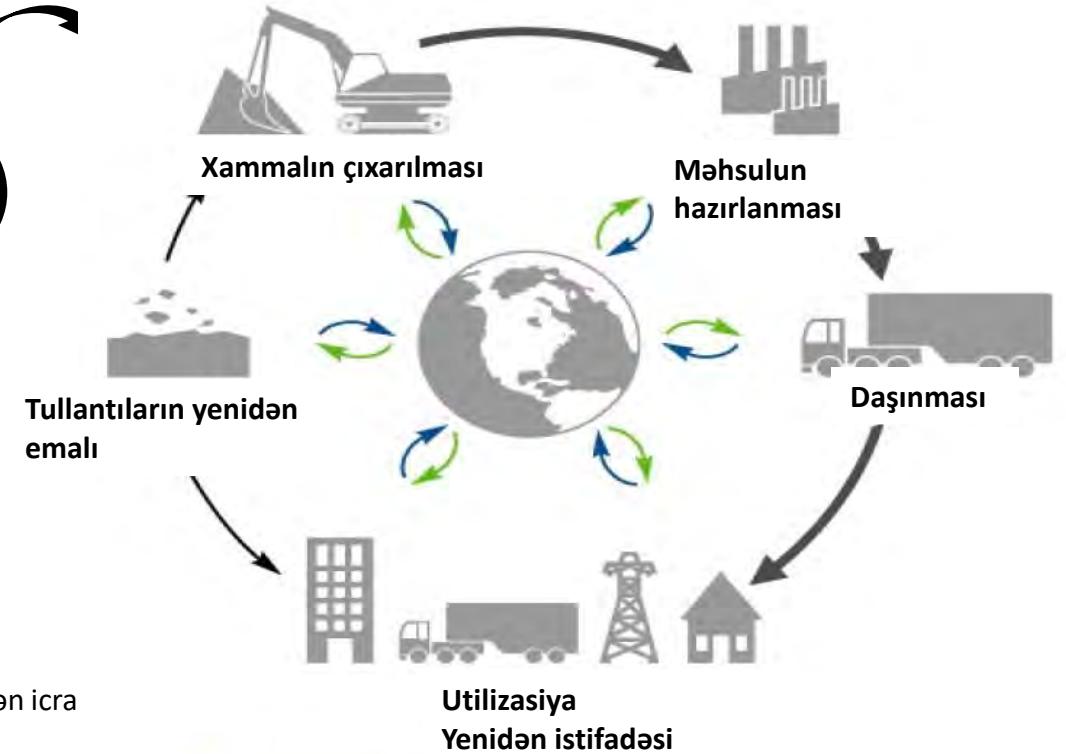 Xammalın çıxarılması
Məhsulun
hazırlanması
Tullantıların yenidən
emalı
Daşınması
ən icra
Utilizasiya
Yenidən istifadəsi